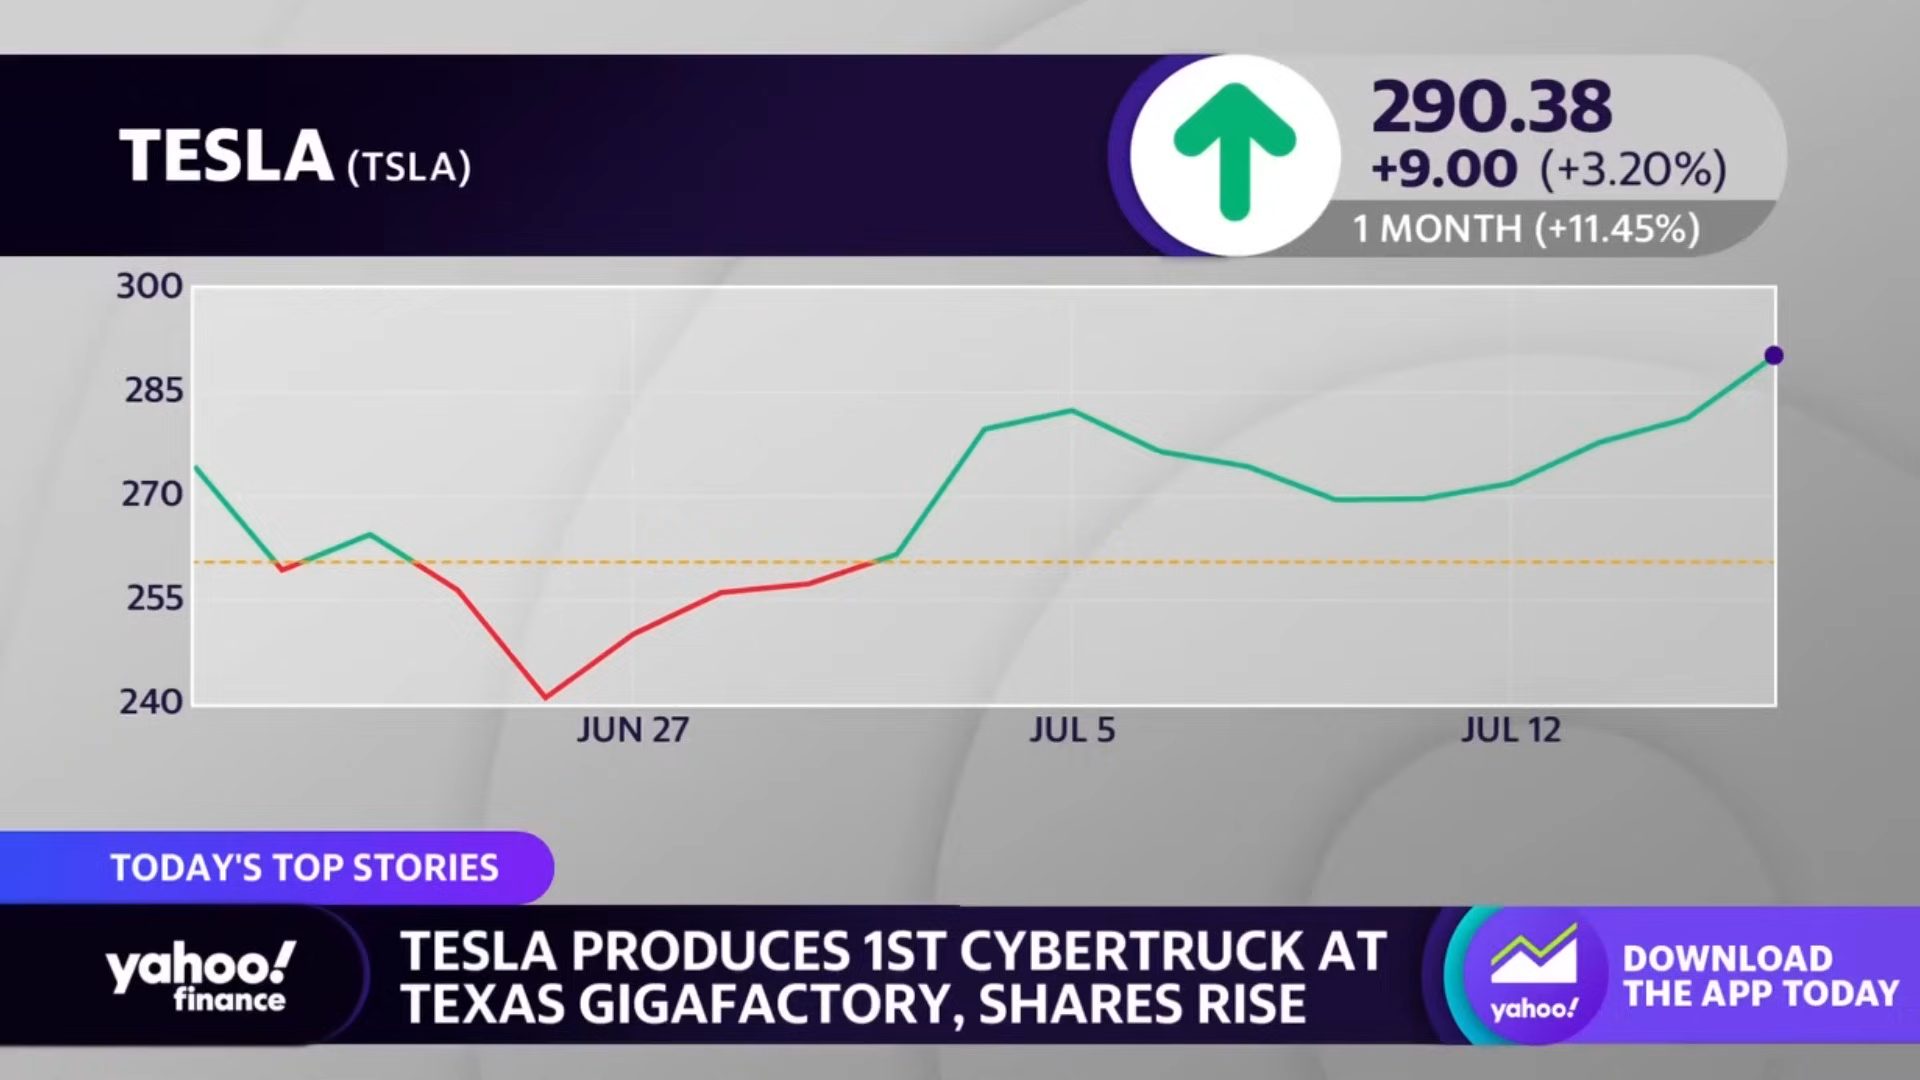 TESLA (TSLA)
290.38
+9.00 (+3.20%)
1 MONTH (+11.45%)
300
285
270
255
240
JUN 27
JUL 5
JUL 12
TODAY'S TOP STORIES
yahoo!
finance
TESLA PRODUCES 1ST CYBERTRUCK AT
TEXAS GIGAFACTORY, SHARES RISE
yahoo!
DOWNLOAD
THE APP TODAY